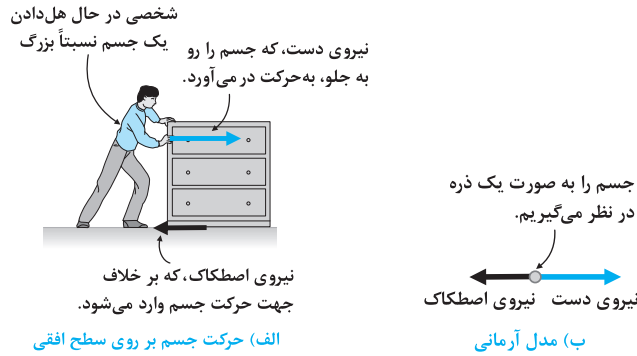 شخصی در حال هل‌دادن
یک جسم نسبتاً بزرگ
نیروی دست، که جسم را رو
به جلو، به‌حرکت در می‌آورد.
نیروی اصطکاک، که بر خلاف
جهت حرکت جسم وارد می‌شود.
الف) حرکت جسم بر روی سطح افقی
جسم را به صورت یک ذره
در نظر می‌گیریم.
نیروی دست
نیروی اصطکاک
ب) مدل آرمانی